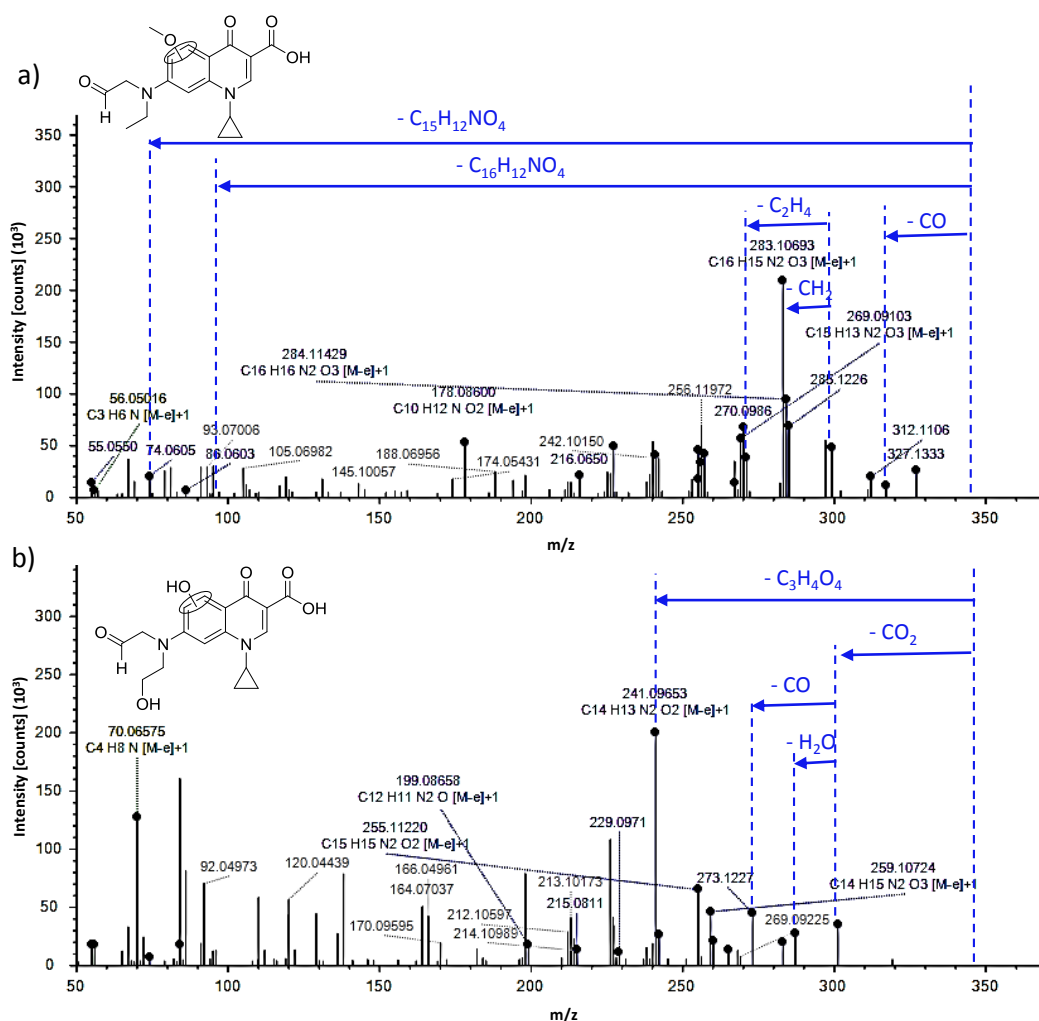 a)
O
O
O
OH
O
N
N
H
- C15H12NO4
- C16H12NO4
- C2H4
- CO
283.10693
C16 H15 N2 O3 [M-e]+1
- CH2
269.09103
C15 H13 N2 O3 [M-e]+1
284.11429
C16 H16 N2 O3 [M-e]+1
178.08600
C10 H12 N O2 [M-e]+1
256.11972
285.1226
56.05016
C3 H6 N [M-e]+1
270.0986
93.07006
55.0550
74.0605
86.0603
105.06982
145.10057
188.06956
174.05431
242.10150
216.0650
312.1106
327.1333
Intensity [counts] (10³)
350
300
250
200
150
100
50
0
50
100
150
200
250
300
350
m/z
b)
HO
O
O
OH
O
N
N
H
OH
- C3H4O4
- CO2
- CO
- H2O
241.09653
C14 H13 N2 O2 [M-e]+1
70.06575
C4 H8 N [M-e]+1
199.08658
C12 H11 N2 O [M-e]+1
255.11220
C15 H15 N2 O2 [M-e]+1
229.0971
259.10724
C14 H15 N2 O3 [M-e]+1
273.1227
92.04973
120.04439
166.04961
164.07037
213.10173
215.0811
212.10597
214.10989
170.09595
269.09225
Intensity [counts] (10³)
300
250
200
150
100
50
0
50
100
150
200
250
300
350
m/z